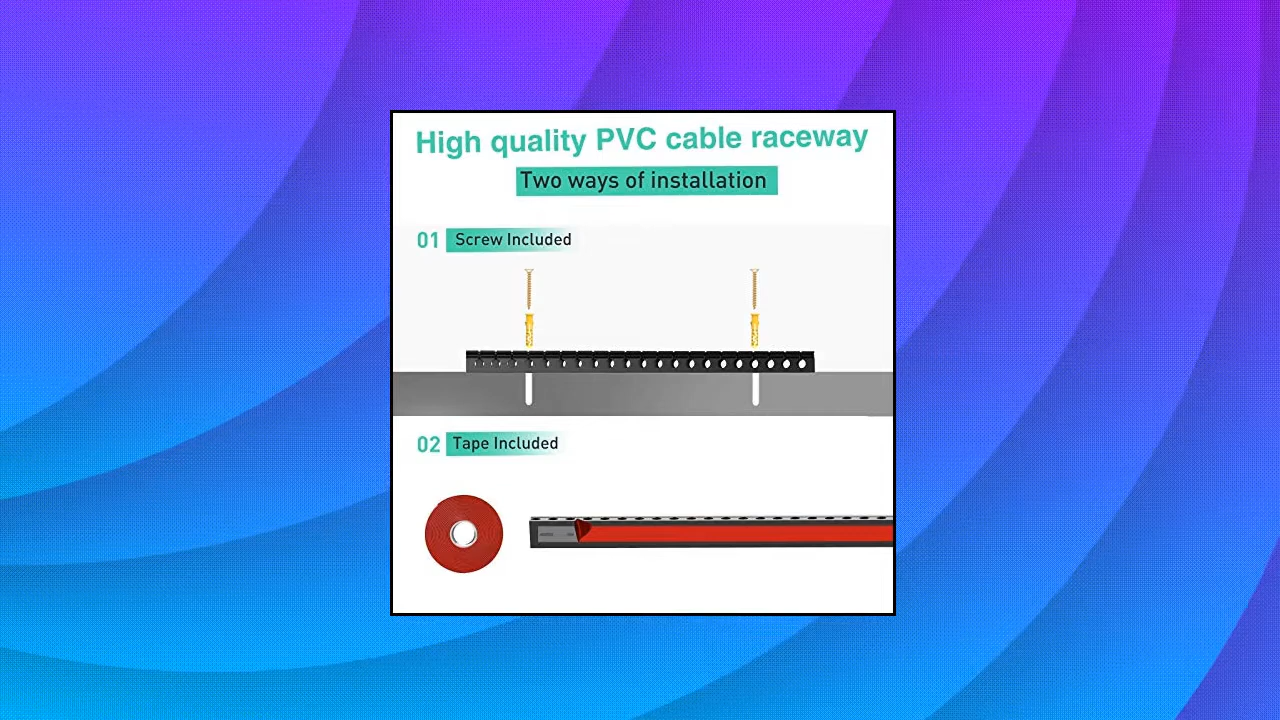 High quality PVC cable raceway
Two ways of installation
01 Screw Included
02 Tape Included